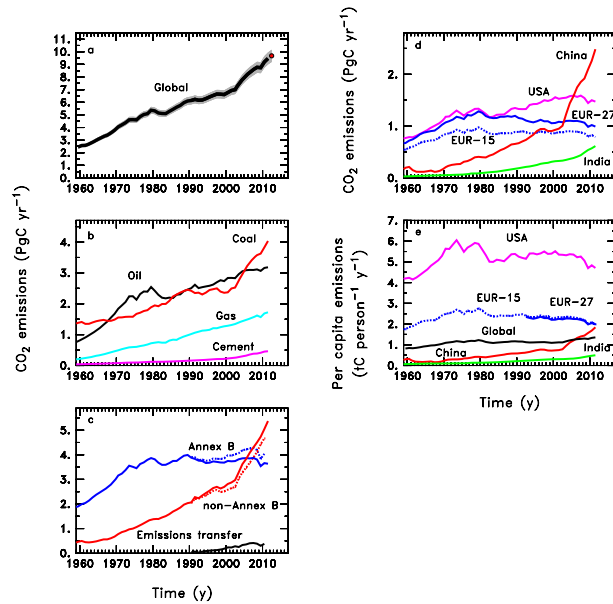 a
Global
11.
10.
9.
8.
7.
6.
5.
4.
3.
2.
1.
0.
1960 1970 1980 1990 2000 2010
CO2 emissions (PgC yr−1)
b
Coal
Oil
Gas
Cement
4.
3.
2.
1.
0.
1960 1970 1980 1990 2000 2010
c
Annex B
non−Annex B
Emissions transfer
5.
4.
3.
2.
1.
0.
1960 1970 1980 1990 2000 2010
Time (y)
d
China
USA
EUR−27
EUR−15
India
2.
1.
0.
1960 1970 1980 1990 2000 2010
CO2 emissions (PgC yr−1)
e
USA
EUR−15
EUR−27
Global
China
India
7.
6.
5.
4.
3.
2.
1.
0.
1960 1970 1980 1990 2000 2010
Per capita emissions
(tC person−1 y−1)
Time (y)